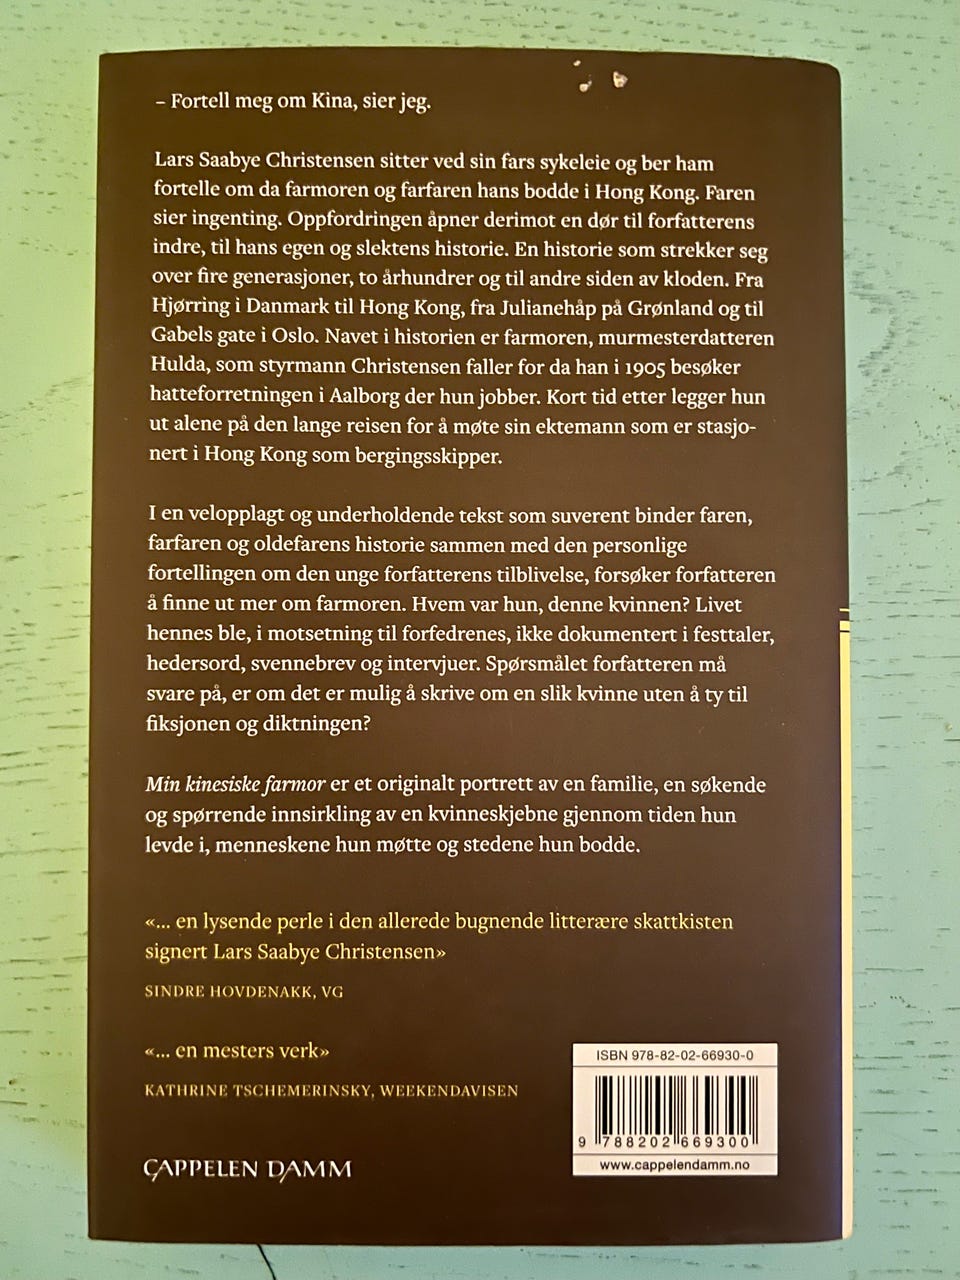 – Fortell meg om Kina, sier jeg.
Lars Saabye Christensen sitter ved sin fars sykeleie og ber ham
fortelle om da farmoren og farfaren hans bodde i Hong Kong. Faren
sier ingenting. Oppfordringen åpner derimot en dør til forfatterens
indre, til hans egen og slektens historie. En historie som strekker seg
over fire generasjoner, to århundrer og til andre siden av kloden. Fra
Hjørring i Danmark til Hong Kong, fra Julianehåp på Grønland og til
Gabels gate i Oslo. Navet i historien er farmoren, murmesterdatteren
Hulda, som styrmann Christensen faller for da han i 1905 besøker
hatteforretningen i Aalborg der hun jobber. Kort tid etter legger hun
ut alene på den lange reisen for å møte sin ektemann som er stasjo-
nert i Hong Kong som bergingsskipper.
I en velopplagt og underholdende tekst som suverent binder faren,
farfaren og oldefarens historie sammen med den personlige
fortellingen om den unge forfatterens tilblivelse, forsøker forfatteren
å finne ut mer om farmoren. Hvem var hun, denne kvinnen? Livet
hennes ble, i motsetning til forfedrenes, ikke dokumentert i festtaler,
hedersord, svennebrev og intervjuer. Spørsmålet forfatteren må
svare på, er om det er mulig å skrive om en slik kvinne uten å ty til
fiksjonen og diktningen?
Min kinesiske farmor er et originalt portrett av en familie, en søkende
og spørrende innsirkling av en kvinneskjebne gjennom tiden hun
levde i, menneskene hun møtte og stedene hun bodde.
«... en lysende perle i den allerede bugnende litterære skattkisten
signert Lars Saabye Christensen»
SINDRE HOVDENAKK, VG
«... en mesters verk»
KATHRINE TSCHEMERINSKY, WEEKENDAVISEN
CAPPELEN DAMM
ISBN 978-82-02-66930-0
9 788202 669300
www.cappelendamm.no